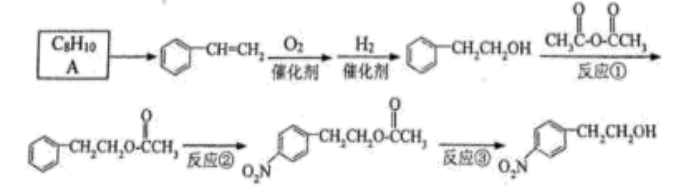 C₈H₁₀
A
CH=CH₂
O₂
催化剂
H₂
催化剂
CH₂CH₂OH
O O
CH₃C-O-CCH₃
反应①
O
CH₂CH₂O-CCH₃
反应②
O
CH₂CH₂O-CCH₃
O₂N
反应③
CH₂CH₂OH
O₂N